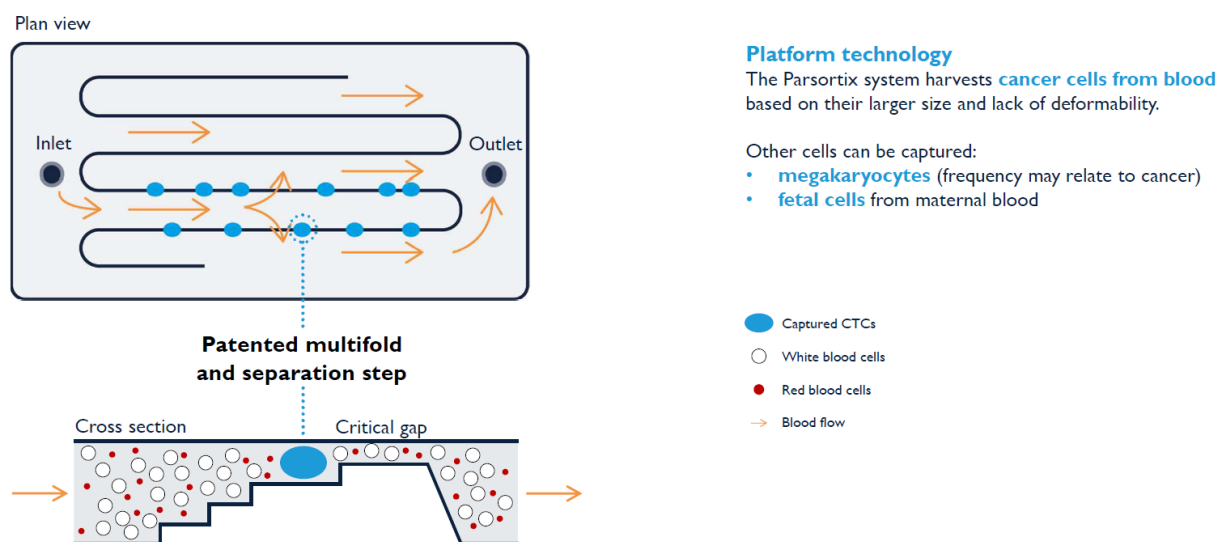 Plan view
Inlet
Outlet
Patented multifold
and separation step
Cross section
Critical gap
Platform technology
The Parsortix system harvests cancer cells from blood
based on their larger size and lack of deformability.
Other cells can be captured:
• megakaryocytes (frequency may relate to cancer)
• fetal cells from maternal blood
Captured CTCs
White blood cells
Red blood cells
Blood flow